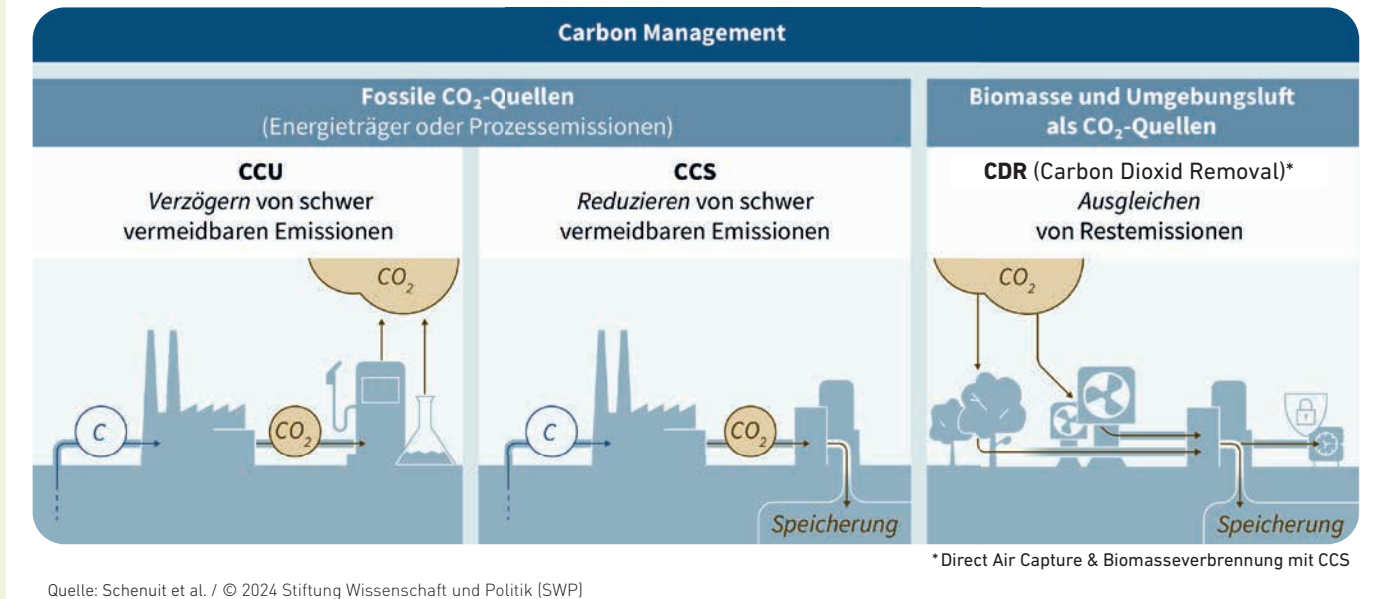 Carbon Management
Fossile CO₂-Quellen
(Energieträger oder Prozessemissionen)
Biomasse und Umgebungsluft
als CO₂-Quellen
CCU
Verzögern von schwer
vermeidbaren Emissionen
CCS
Reduzieren von schwer
vermeidbaren Emissionen
CDR (Carbon Dioxid Removal)*
Ausgleichen
von Restemissionen
CO₂
C
CO₂
C
CO₂
Speicherung
CO₂
Speicherung
*Direct Air Capture & Biomasseverbrennung mit CCS
Quelle: Schenuit et al. / © 2024 Stiftung Wissenschaft und Politik (SWP)